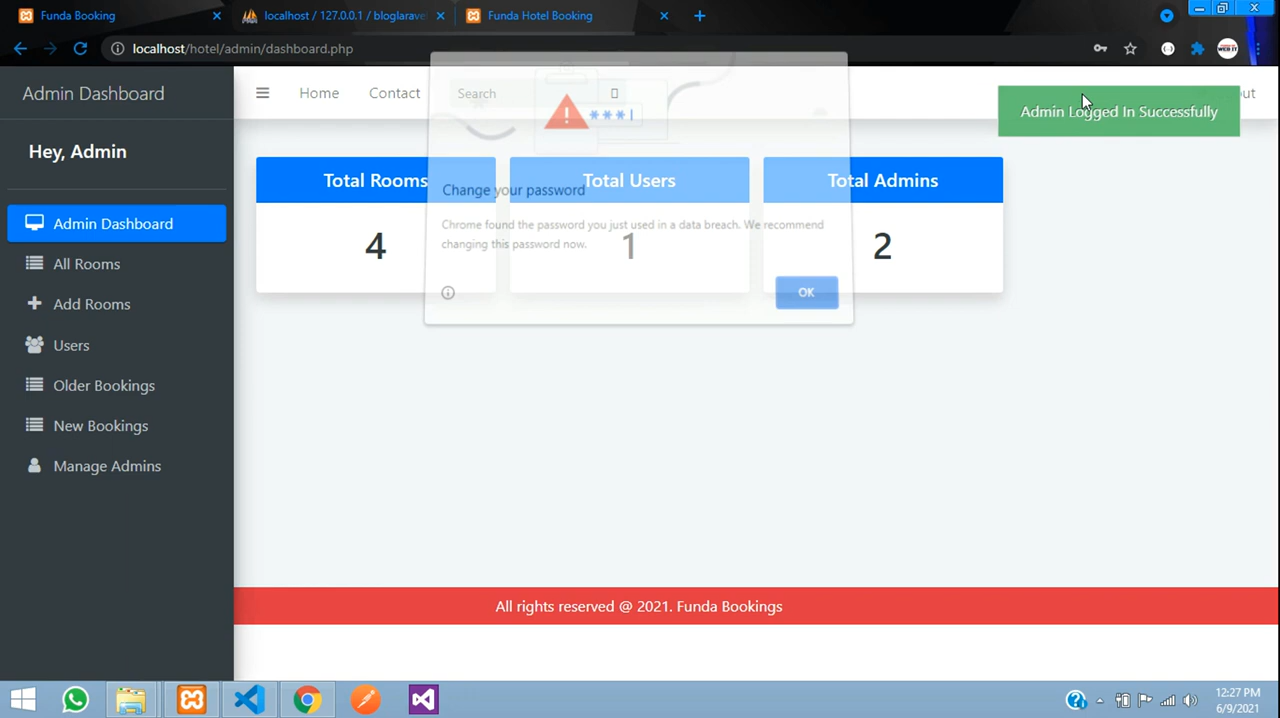 Funda Booking
localhost / 127.0.0.1 / bloglarave
Funda Hotel Booking
localhost/hotel/admin/dashboard.php
WEB IT
Admin Dashboard
Home
Contact
Search
***|
Admin Logged In Successfully
out
Hey, Admin
Total Rooms
Total Users
Total Admins
Change your password
Chrome found the password you just used in a data breach. We recommend
changing this password now.
4
1
2
OK
Admin Dashboard
All Rooms
Add Rooms
Users
Older Bookings
New Bookings
Manage Admins
All rights reserved @ 2021. Funda Bookings
12:27 PM
6/9/2021